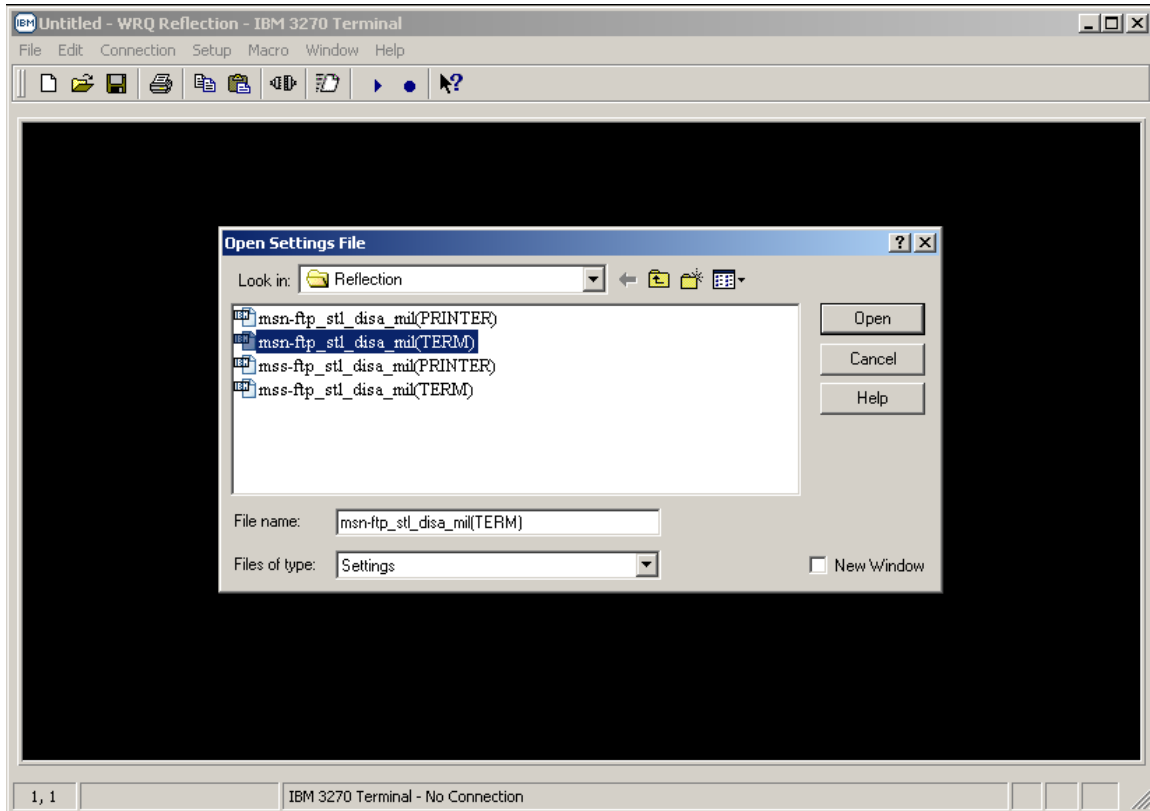 IBM Untitled - WRQ Reflection - IBM 3270 Terminal
File Edit Connection Setup Macro Window Help
Open Settings File
Look in: Reflection
msn-ftp_stl_disa_mil(PRINTER)
msn-ftp_stl_disa_mil(TERM)
mss-ftp_stl_disa_mil(PRINTER)
mss-ftp_stl_disa_mil(TERM)
Open
Cancel
Help
File name: msn-ftp_stl_disa_mil(TERM)
Files of type: Settings
New Window
1, 1 IBM 3270 Terminal - No Connection